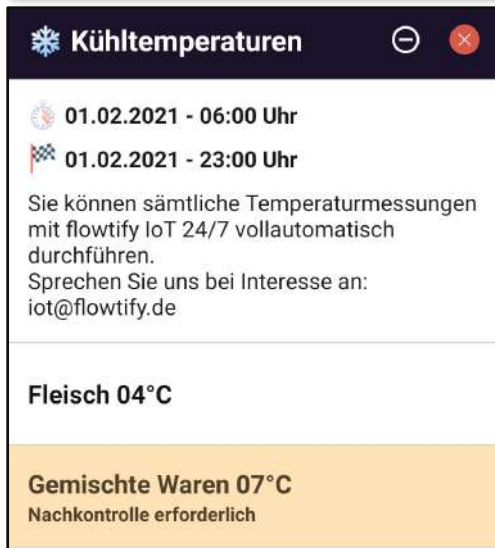 Kühltemperaturen
01.02.2021 - 06:00 Uhr
01.02.2021 - 23:00 Uhr
Sie können sämtliche Temperaturmessungen
mit flowtify IoT 24/7 vollautomatisch
durchführen.
Sprechen Sie uns bei Interesse an:
iot@flowtify.de
Fleisch 04°C
Gemischte Waren 07°C
Nachkontrolle erforderlich